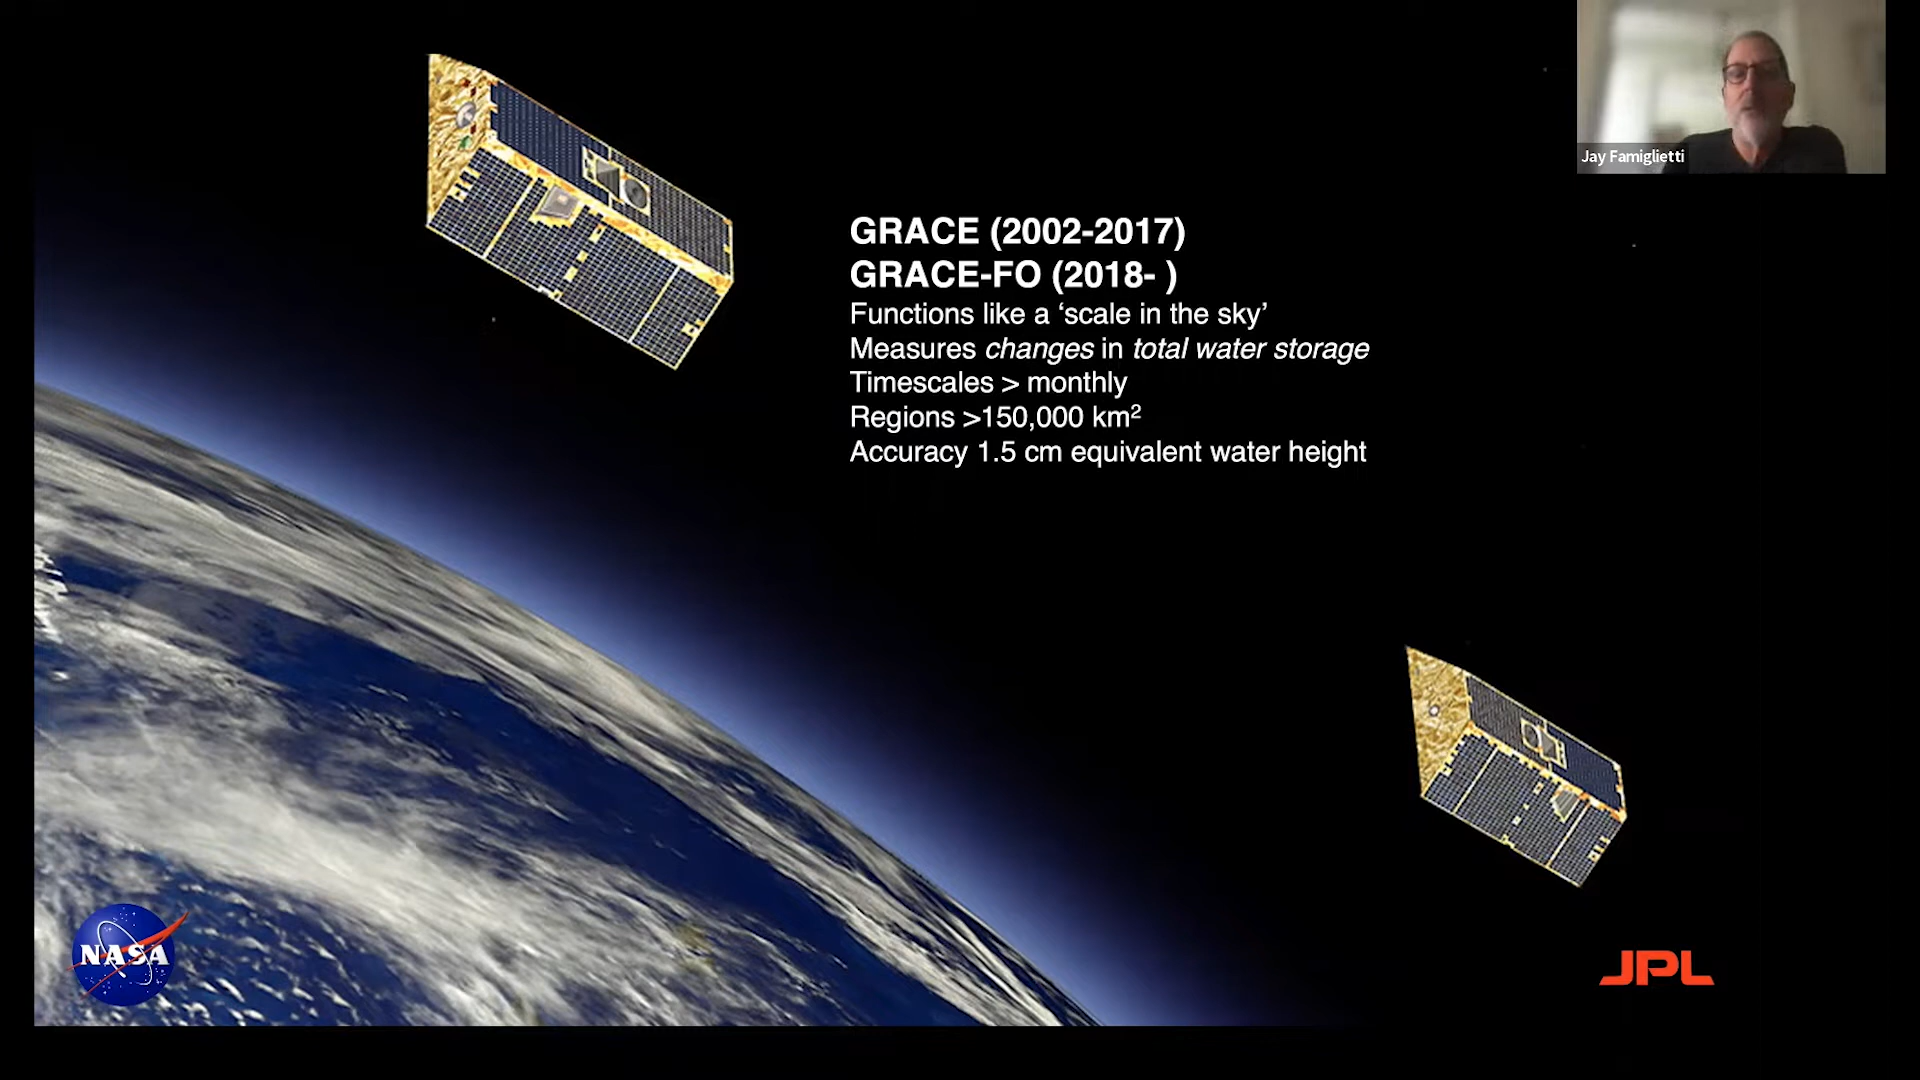 Jay Famiglietti
GRACE (2002-2017)
GRACE-FO (2018- )
Functions like a ‘scale in the sky’
Measures changes in total water storage
Timescales > monthly
Regions >150,000 km²
Accuracy 1.5 cm equivalent water height
NASA
JPL